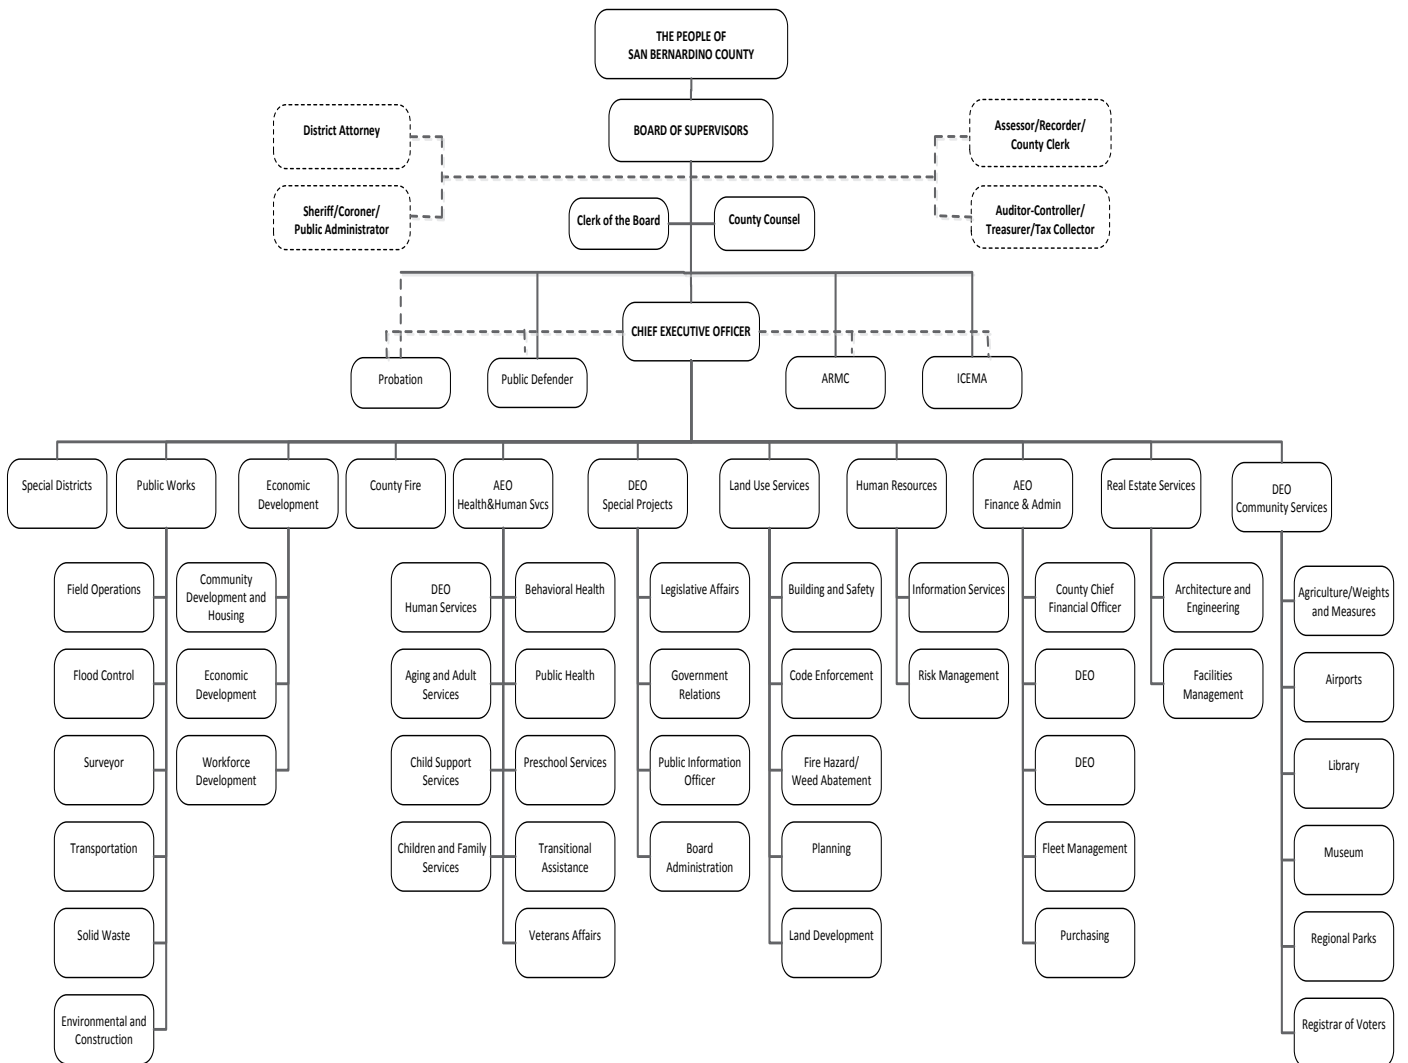 THE PEOPLE OF
SAN BERNARDINO COUNTY
District Attorney
BOARD OF SUPERVISORS
Assessor/Recorder/
County Clerk
Sheriff/Coroner/
Public Administrator
Clerk of the Board
County Counsel
Auditor-Controller/
Treasurer/Tax Collector
CHIEF EXECUTIVE OFFICER
Probation
Public Defender
ARMC
ICEMA
Special Districts
Public Works
Economic
Development
County Fire
AEO
Health&Human Svcs
DEO
Special Projects
Land Use Services
Human Resources
AEO
Finance & Admin
Real Estate Services
DEO
Community Services
Field Operations
Community
Development and
Housing
DEO
Human Services
Behavioral Health
Legislative Affairs
Building and Safety
Information Services
County Chief
Financial Officer
Architecture and
Engineering
Agriculture/Weights
and Measures
Flood Control
Economic
Development
Aging and Adult
Services
Public Health
Government
Relations
Code Enforcement
Risk Management
DEO
Facilities
Management
Airports
Surveyor
Workforce
Development
Child Support
Services
Preschool Services
Public Information
Officer
Fire Hazard/
Weed Abatement
DEO
Library
Transportation
Children and Family
Services
Transitional
Assistance
Board
Administration
Planning
Fleet Management
Museum
Solid Waste
Veterans Affairs
Land Development
Purchasing
Regional Parks
Environmental and
Construction
Registrar of Voters